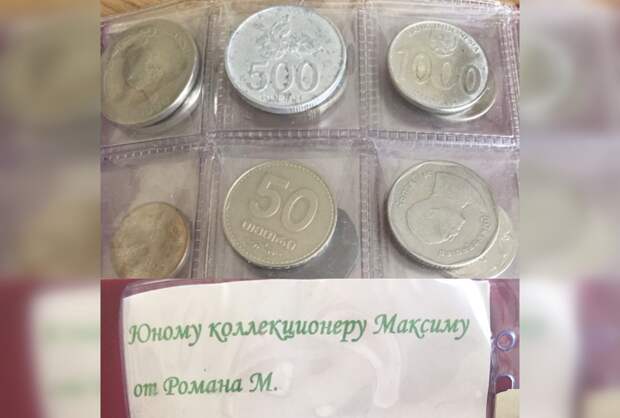 500
1000
50
Юному коллекционеру Максиму
от Романа М.